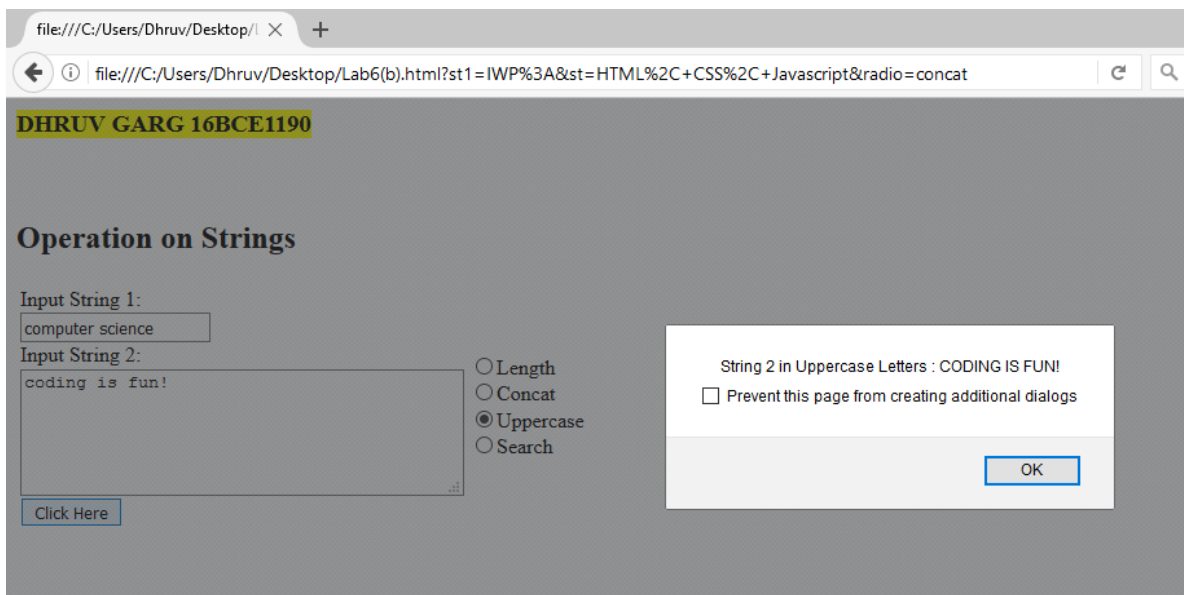 file:///C:/Users/Dhruv/Desktop/
file:///C:/Users/Dhruv/Desktop/Lab6(b).html?st1=IWP%3A&st=HTML%2C+CSS%2C+Javascript&radio=concat
DHRUV GARG 16BCE1190
Operation on Strings
Input String 1:
computer science
Input String 2:
coding is fun!
Length
Concat
Uppercase
Search
Click Here
String 2 in Uppercase Letters : CODING IS FUN!
Prevent this page from creating additional dialogs
OK